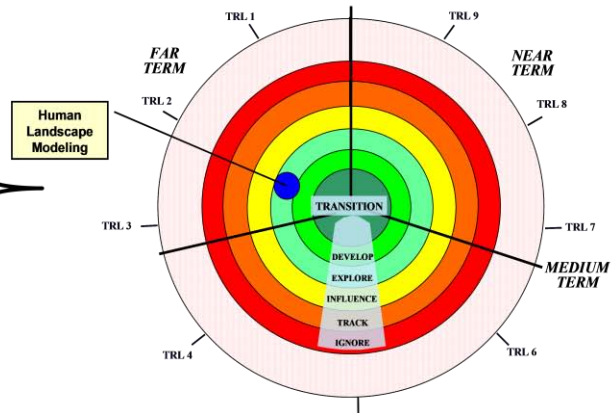 TRL 1
TRL 9
FAR
TERM
NEAR
TERM
TRL 2
TRL 8
Human
Landscape
Modeling
TRANSITION
TRL 3
TRL 7
DEVELOP
MEDIUM
TERM
EXPLORE
INFLUENCE
TRACK
IGNORE
TRL 4
TRL 6